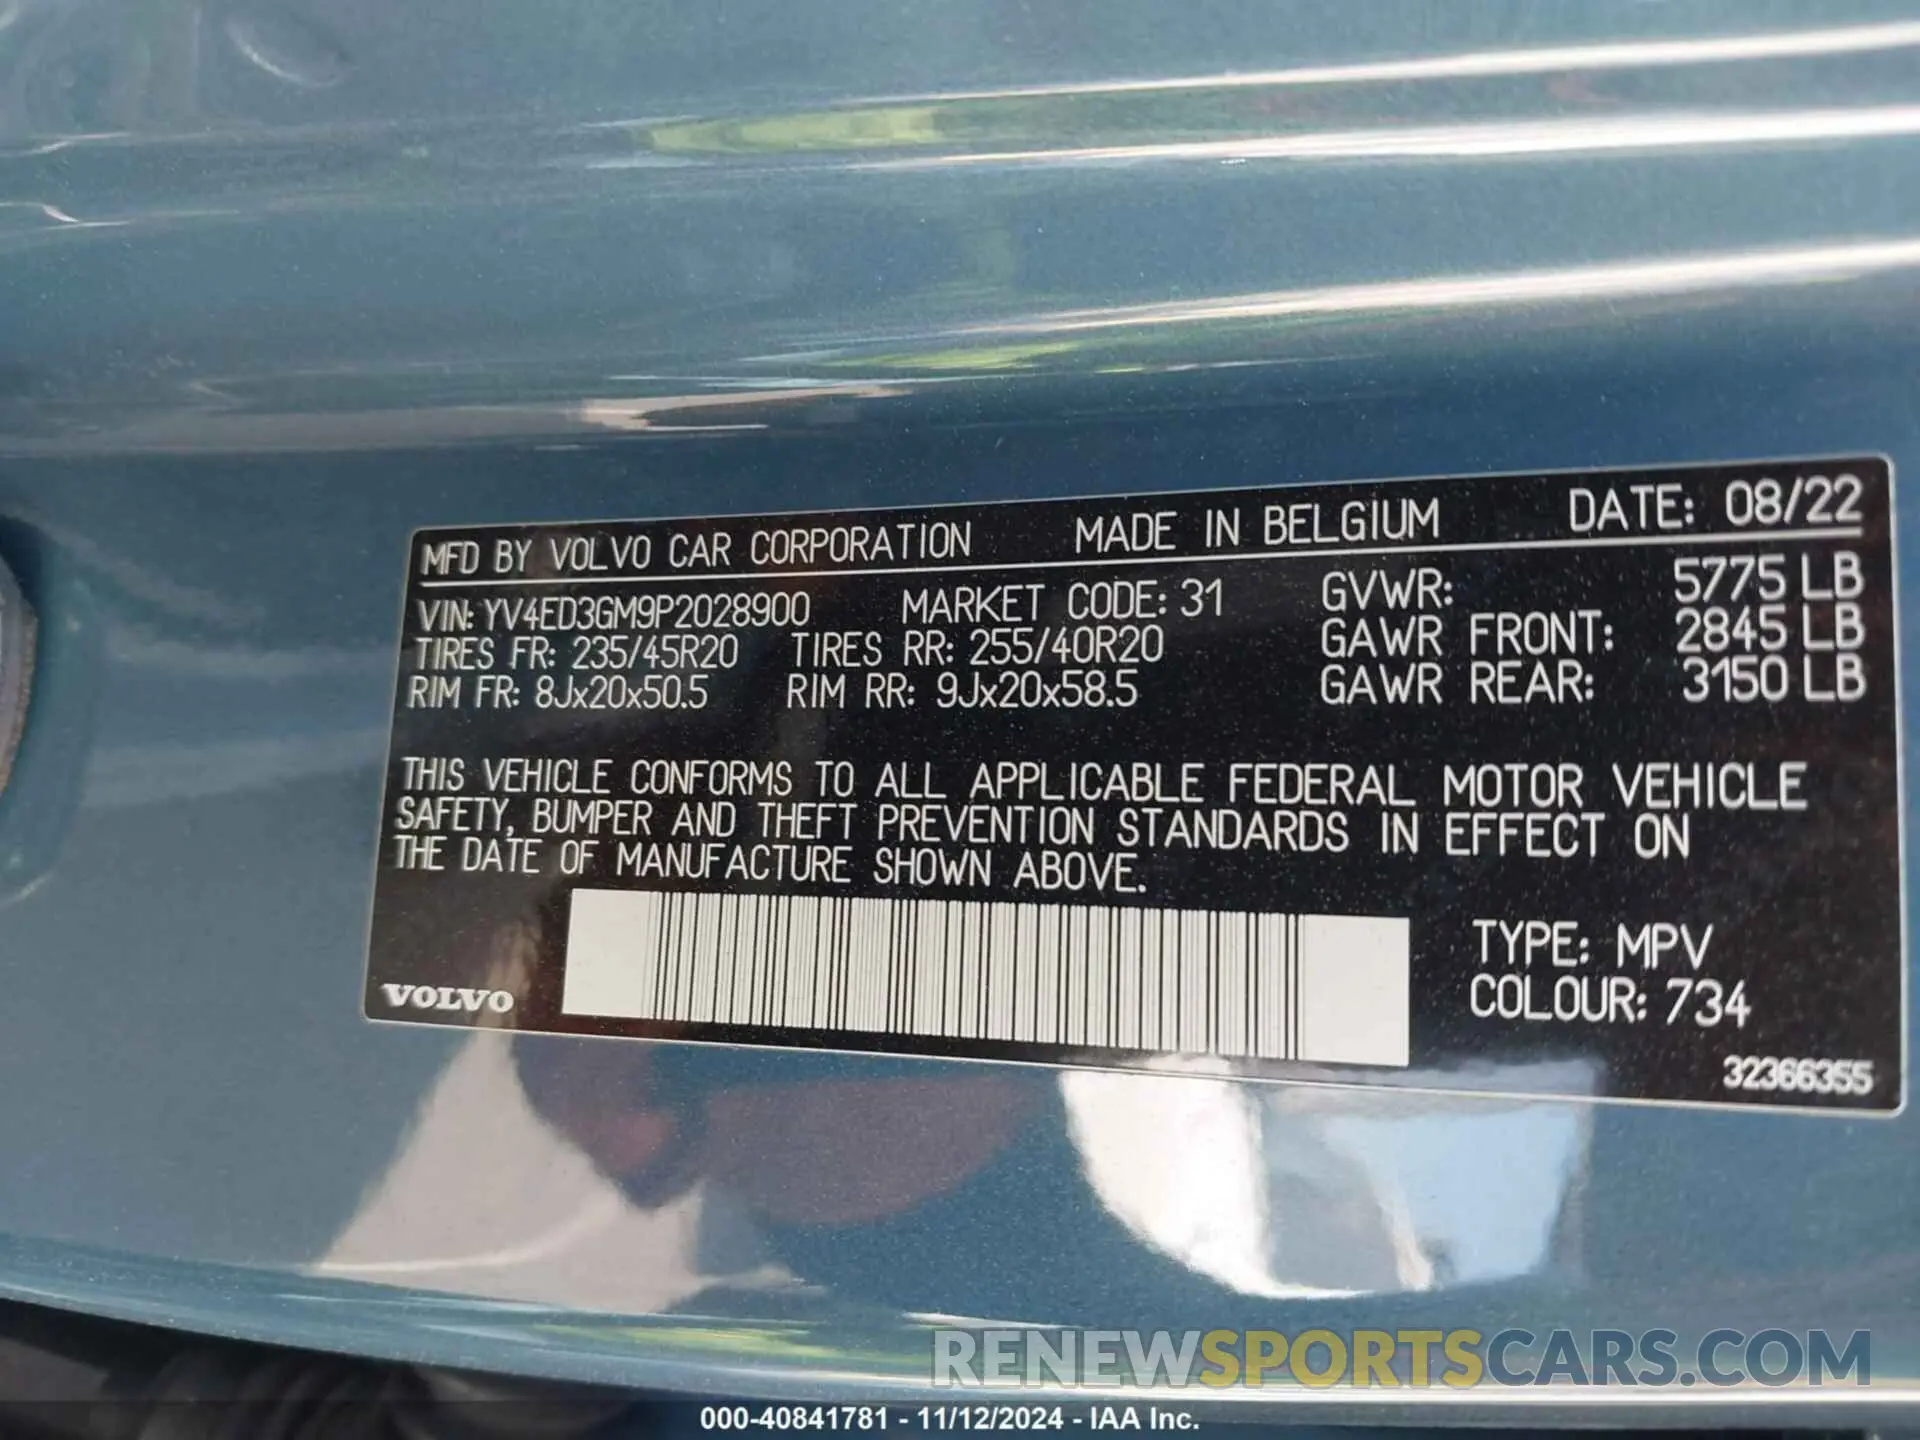 MFD BY VOLVO CAR CORPORATION MADE IN BELGIUM DATE: 08/22
VIN: YV4ED3GM9P2028900 MARKET CODE: 31 GVWR: 5775 LB
TIRES FR: 235/45R20 TIRES RR: 255/40R20 GAWR FRONT: 2845 LB
RIM FR: 8Jx20x50.5 RIM RR: 9Jx20x58.5 GAWR REAR: 3150 LB
THIS VEHICLE CONFORMS TO ALL APPLICABLE FEDERAL MOTOR VEHICLE
SAFETY, BUMPER AND THEFT PREVENTION STANDARDS IN EFFECT ON
THE DATE OF MANUFACTURE SHOWN ABOVE.
TYPE: MPV
VOLVO COLOUR: 734
32366355
RENEWSPORTSCARS.COM
000-40841781 - 11/12/2024 - IAA Inc.